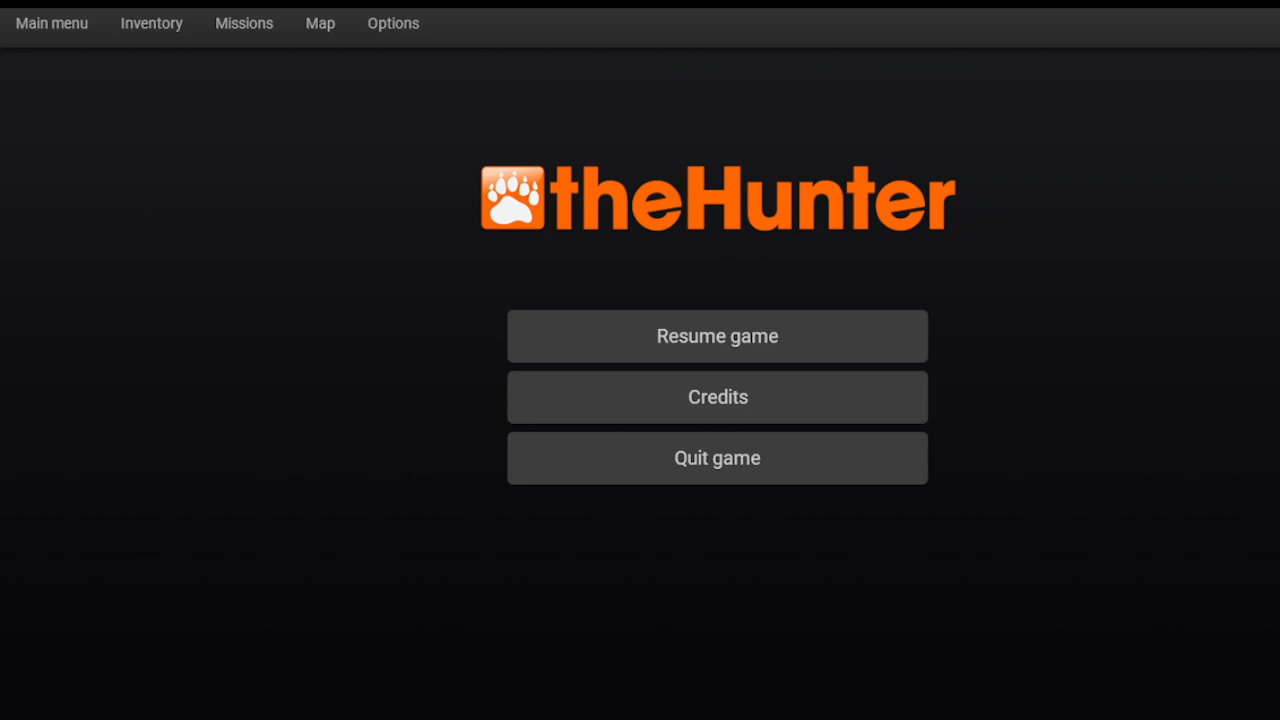 Main menu Inventory Missions Map Options
theHunter
Resume game
Credits
Quit game